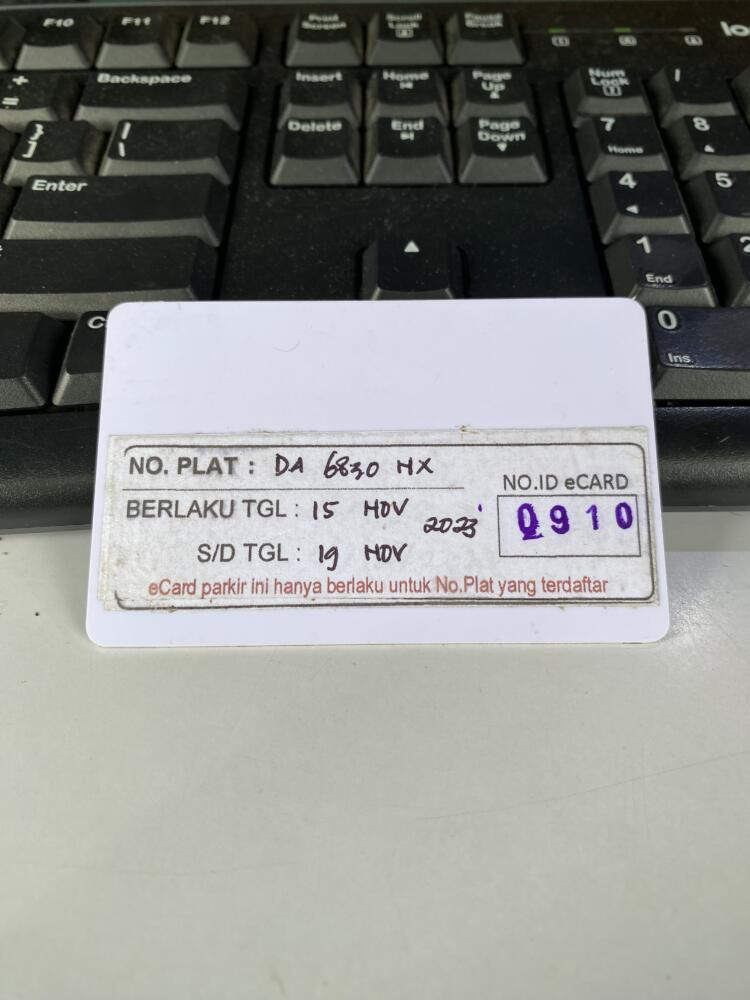 F10 F11 F12 Print Screen Scroll Lock Pause Break
Backspace Insert Home Page Up Num Lock /
Delete End Page Down 7 Home 8
Enter 4 5
1 End 2
0 Ins
NO. PLAT : DA 6830 HX
NO.ID eCARD
BERLAKU TGL : 15 NOV 2023
0910
S/D TGL : 19 NOV
eCard parkir ini hanya berlaku untuk No.Plat yang terdaftar